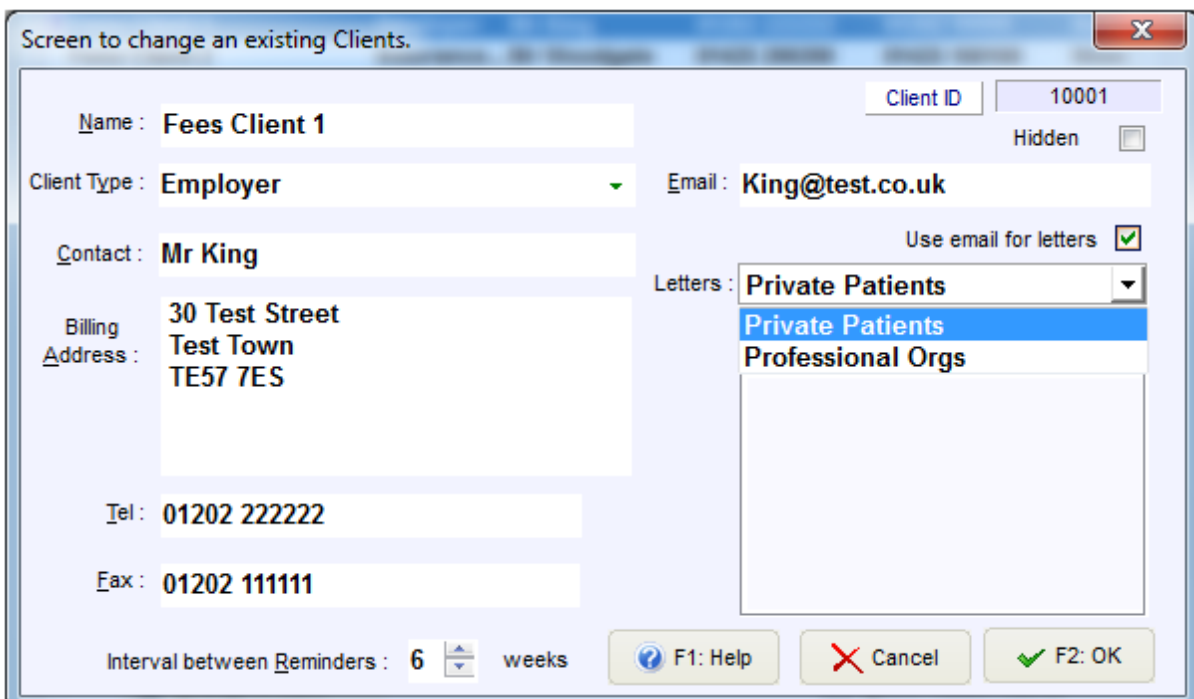 Screen to change an existing Clients.
X
Client ID 10001
Name : Fees Client 1
Hidden
Client Type : Employer
Email : King@test.co.uk
Use email for letters
Contact : Mr King
Letters : Private Patients
Private Patients
Professional Orgs
Billing
Address :
30 Test Street
Test Town
TE57 7ES
Tel : 01202 222222
Fax : 01202 111111
Interval between Reminders : 6 weeks
F1: Help
Cancel
F2: OK